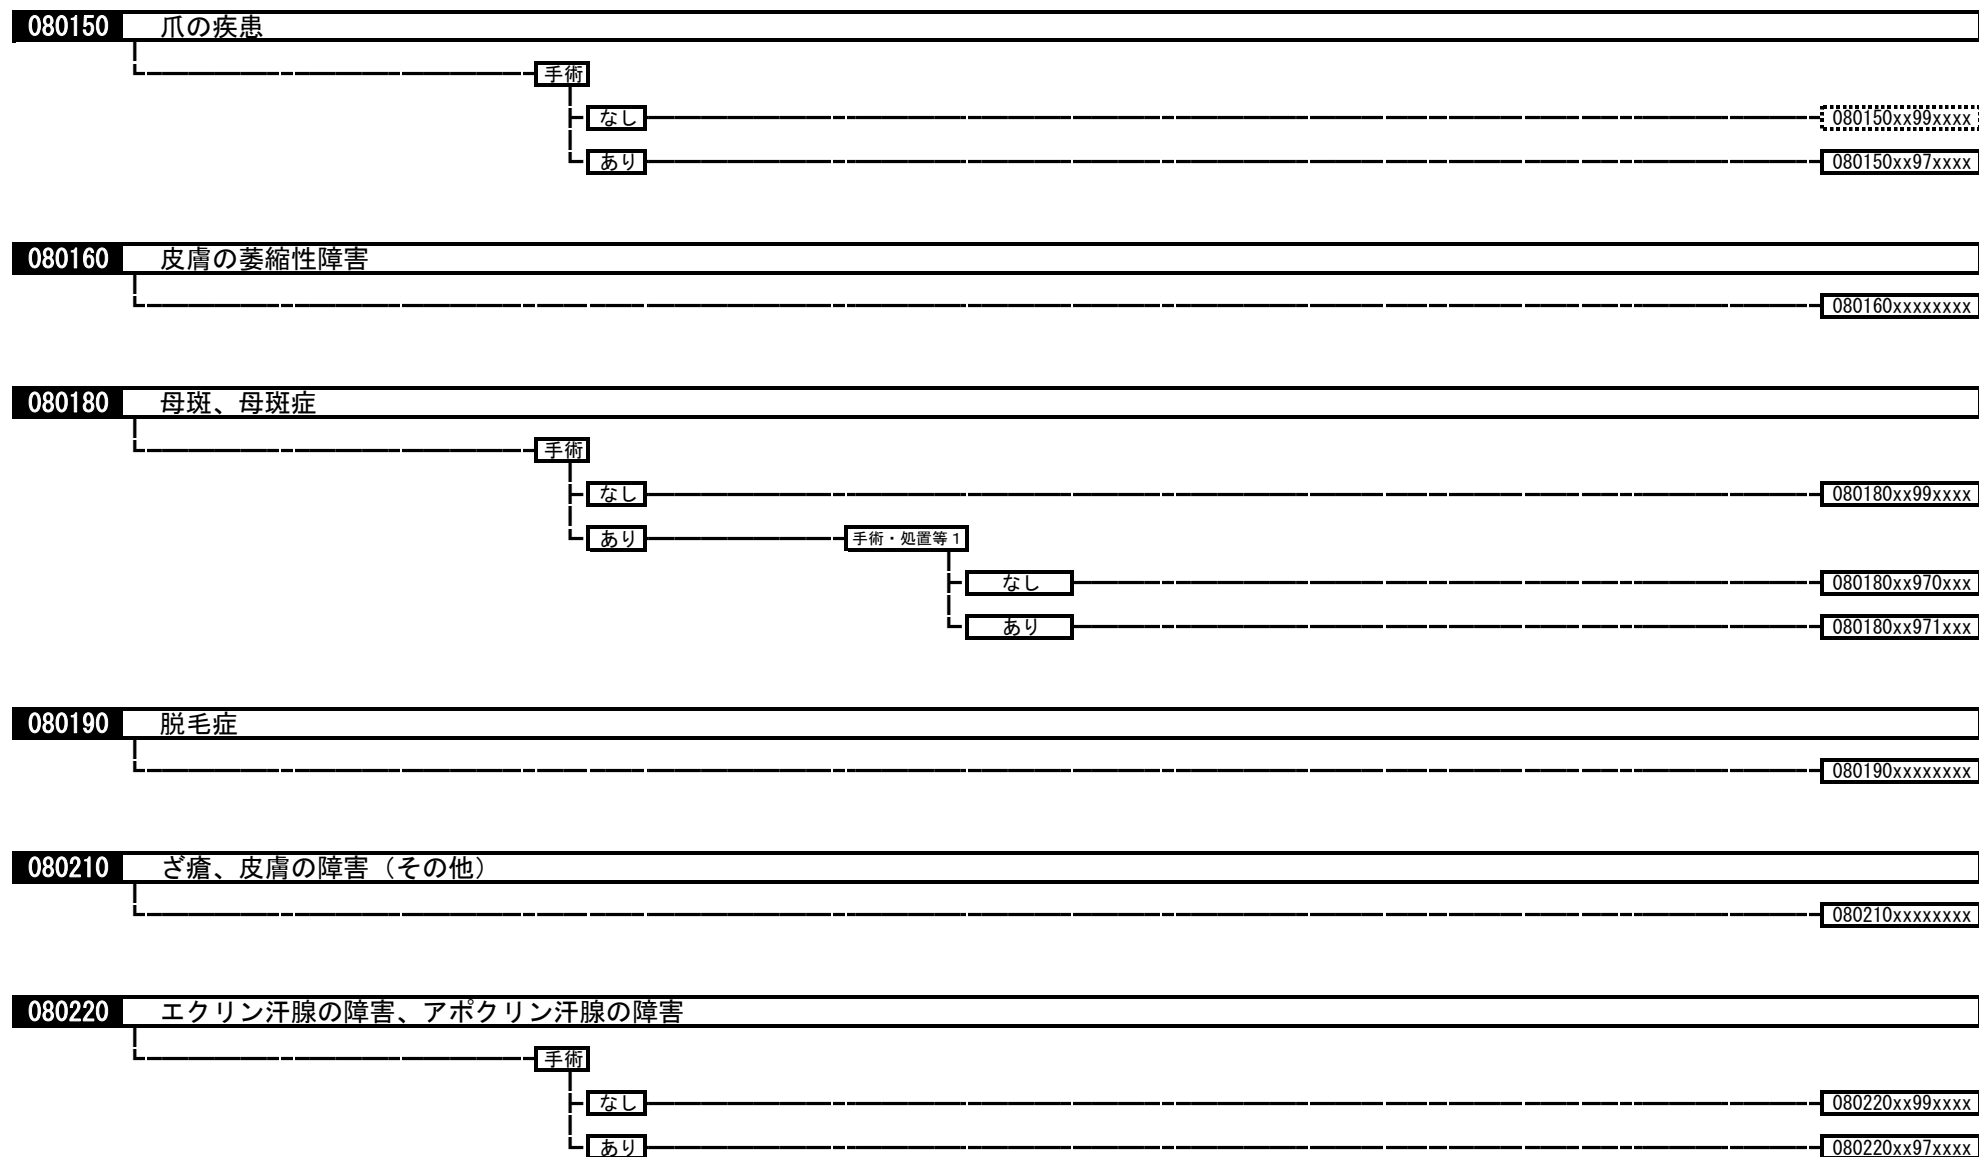 080150 爪の疾患
手術
なし 080150xx99xxxx
あり 080150xx97xxxx
080160 皮膚の萎縮性障害
080160xxxxxxxx
080180 母斑、母斑症
手術
なし 080180xx99xxxx
あり 手術・処置等1
なし 080180xx970xxx
あり 080180xx971xxx
080190 脱毛症
080190xxxxxxxx
080210 ざ瘡、皮膚の障害（その他）
080210xxxxxxxx
080220 エクリン汗腺の障害、アポクリン汗腺の障害
手術
なし 080220xx99xxxx
あり 080220xx97xxxx